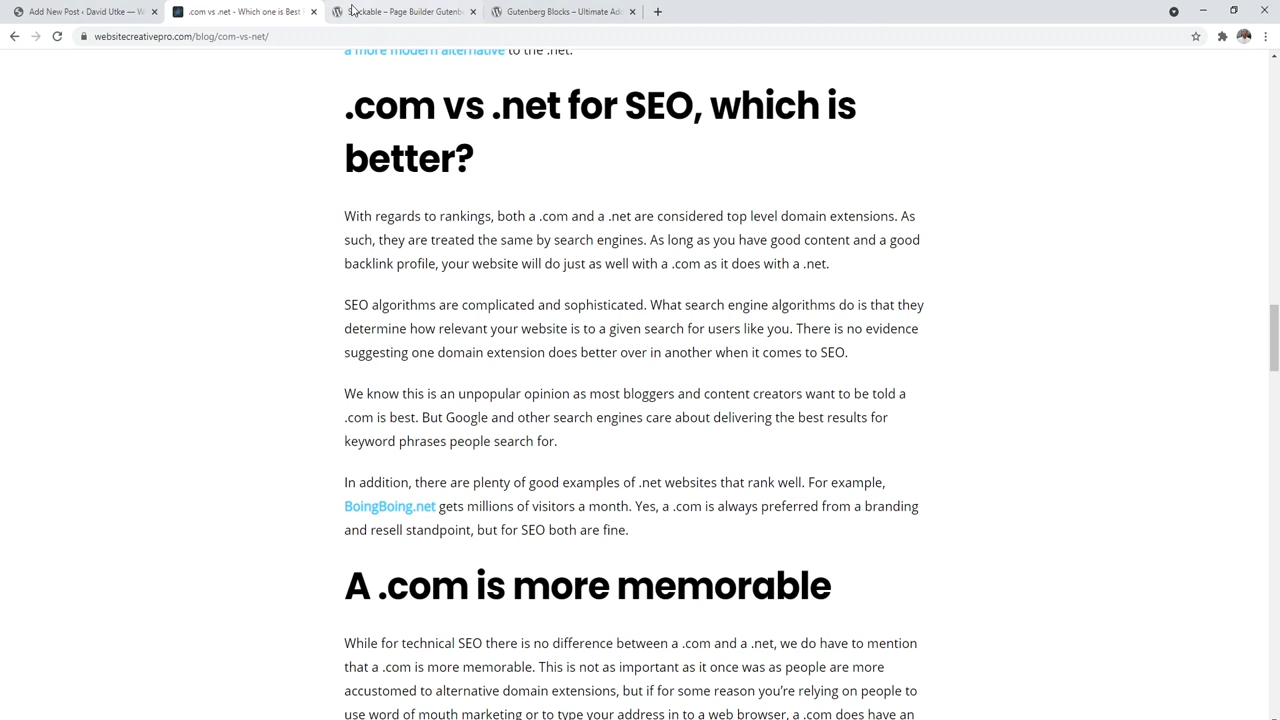 Add New Post ‹ David Utke — W
.com vs .net - Which one is Best
ckable – Page Builder Gutenb
Gutenberg Blocks – Ultimate Ad
websitecreativepro.com/blog/com-vs-net/
a more modern alternative to the .net.
.com vs .net for SEO, which is
better?
With regards to rankings, both a .com and a .net are considered top level domain extensions. As
such, they are treated the same by search engines. As long as you have good content and a good
backlink profile, your website will do just as well with a .com as it does with a .net.
SEO algorithms are complicated and sophisticated. What search engine algorithms do is that they
determine how relevant your website is to a given search for users like you. There is no evidence
suggesting one domain extension does better over in another when it comes to SEO.
We know this is an unpopular opinion as most bloggers and content creators want to be told a
.com is best. But Google and other search engines care about delivering the best results for
keyword phrases people search for.
In addition, there are plenty of good examples of .net websites that rank well. For example,
BoingBoing.net gets millions of visitors a month. Yes, a .com is always preferred from a branding
and resell standpoint, but for SEO both are fine.
A .com is more memorable
While for technical SEO there is no difference between a .com and a .net, we do have to mention
that a .com is more memorable. This is not as important as it once was as people are more
accustomed to alternative domain extensions, but if for some reason you’re relying on people to
use word of mouth marketing or to type your address in to a web browser, a .com does have an